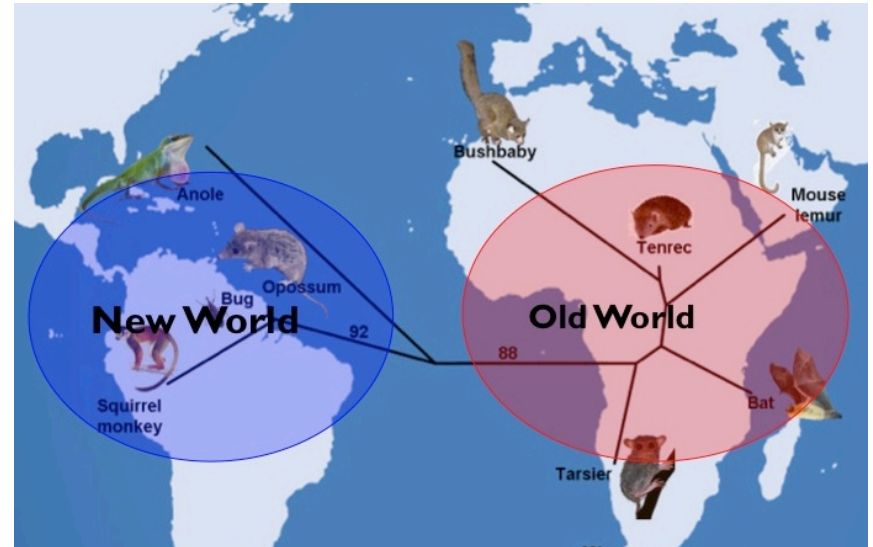 Bushbaby
Anole
Mouse
lemur
Tenrec
Opossum
Bug
New World
Old World
92
88
Squirrel
monkey
Bat
Tarsier